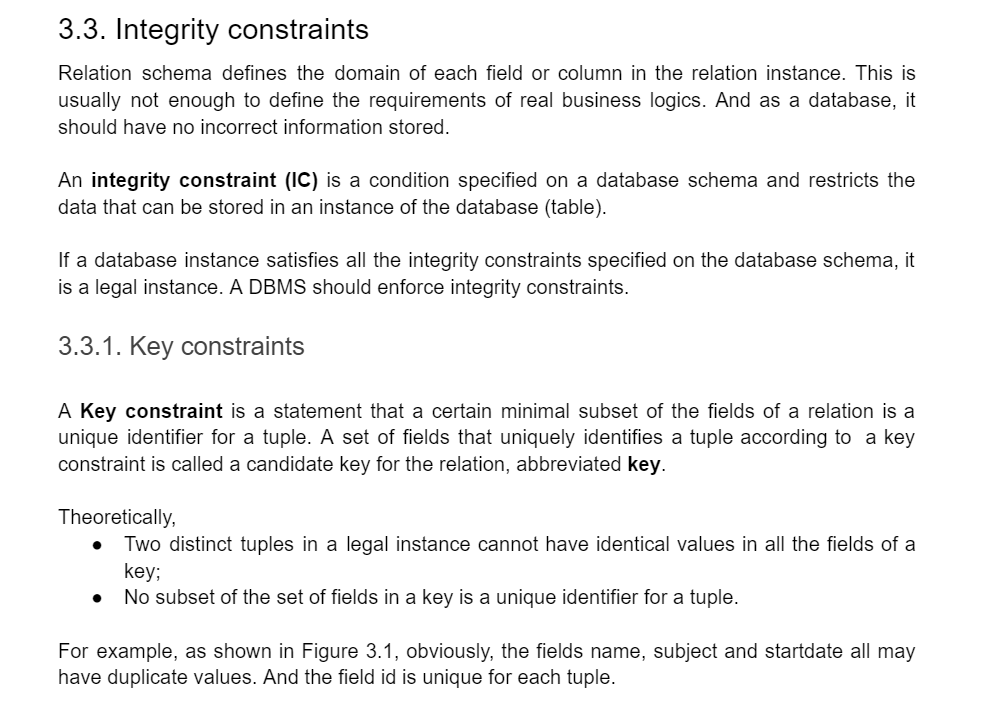 3.3. Integrity constraints
Relation schema defines the domain of each field or column in the relation instance. This is
usually not enough to define the requirements of real business logics. And as a database, it
should have no incorrect information stored.
An integrity constraint (IC) is a condition specified on a database schema and restricts the
data that can be stored in an instance of the database (table).
If a database instance satisfies all the integrity constraints specified on the database schema, it
is a legal instance. A DBMS should enforce integrity constraints.
3.3.1. Key constraints
A Key constraint is a statement that a certain minimal subset of the fields of a relation is a
unique identifier for a tuple. A set of fields that uniquely identifies a tuple according to a key
constraint is called a candidate key for the relation, abbreviated key.
Theoretically,
● Two distinct tuples in a legal instance cannot have identical values in all the fields of a
key;
● No subset of the set of fields in a key is a unique identifier for a tuple.
For example, as shown in Figure 3.1, obviously, the fields name, subject and startdate all may
have duplicate values. And the field id is unique for each tuple.